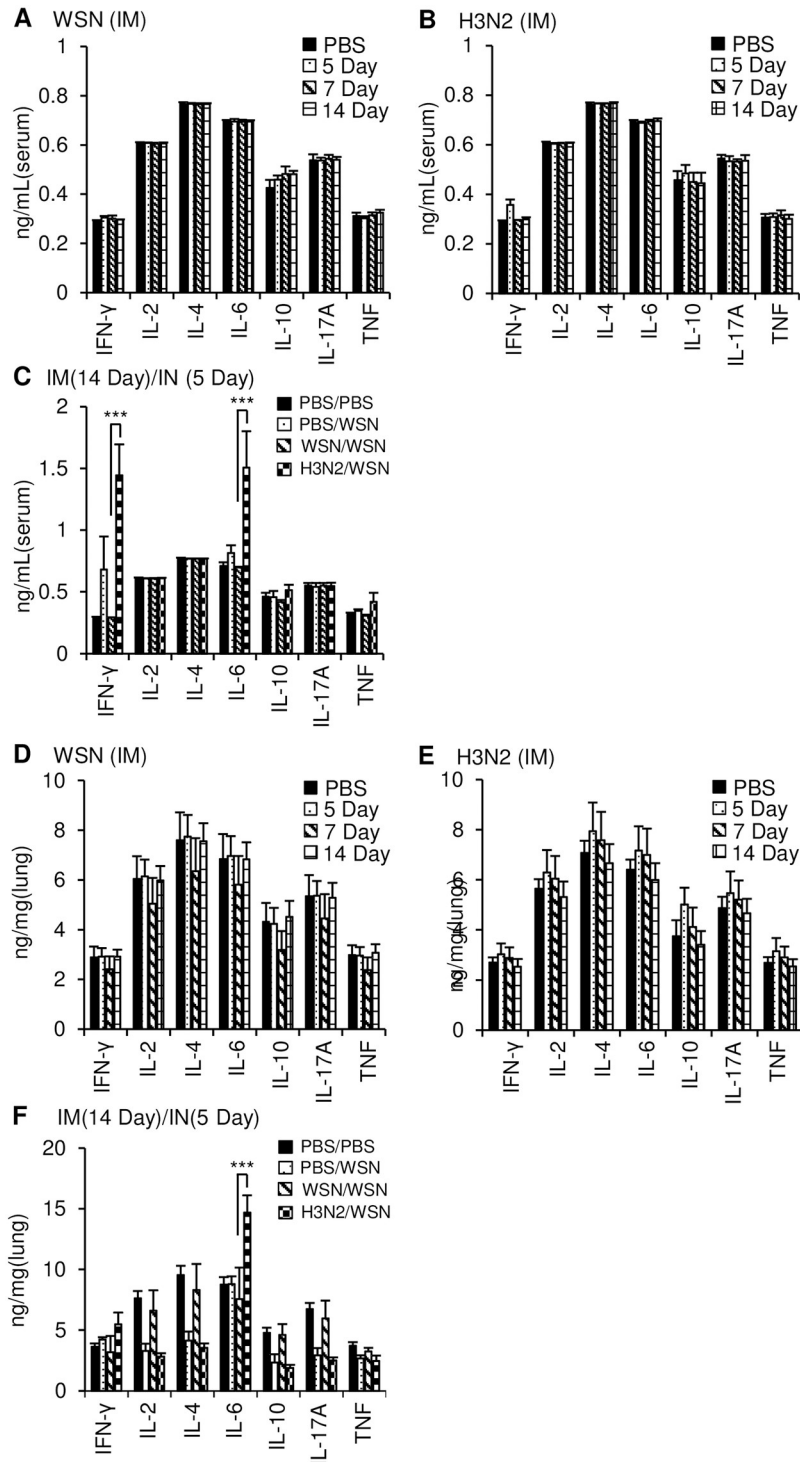 A WSN (IM)
PBS
5 Day
7 Day
14 Day
ng/mL(serum)
1
0.8
0.6
0.4
0.2
0
IFN-γ
IL-2
IL-4
IL-6
IL-10
IL-17A
TNF
B H3N2 (IM)
PBS
5 Day
7 Day
14 Day
ng/mL(serum)
1
0.8
0.6
0.4
0.2
0
IFN-γ
IL-2
IL-4
IL-6
IL-10
IL-17A
TNF
C IM(14 Day)/IN (5 Day)
PBS/PBS
PBS/WSN
WSN/WSN
H3N2/WSN
***
***
ng/mL(serum)
2
1.5
1
0.5
0
IFN-γ
IL-2
IL-4
IL-6
IL-10
IL-17A
TNF
D WSN (IM)
PBS
5 Day
7 Day
14 Day
ng/mg(lung)
10
8
6
4
2
0
IFN-γ
IL-2
IL-4
IL-6
IL-10
IL-17A
TNF
E H3N2 (IM)
PBS
5 Day
7 Day
14 Day
ng/mg(lung)
10
8
6
4
2
0
IFN-γ
IL-2
IL-4
IL-6
IL-10
IL-17A
TNF
F IM(14 Day)/IN(5 Day)
PBS/PBS
PBS/WSN
WSN/WSN
H3N2/WSN
***
ng/mg(lung)
20
15
10
5
0
IFN-γ
IL-2
IL-4
IL-6
IL-10
L-17A
TNF